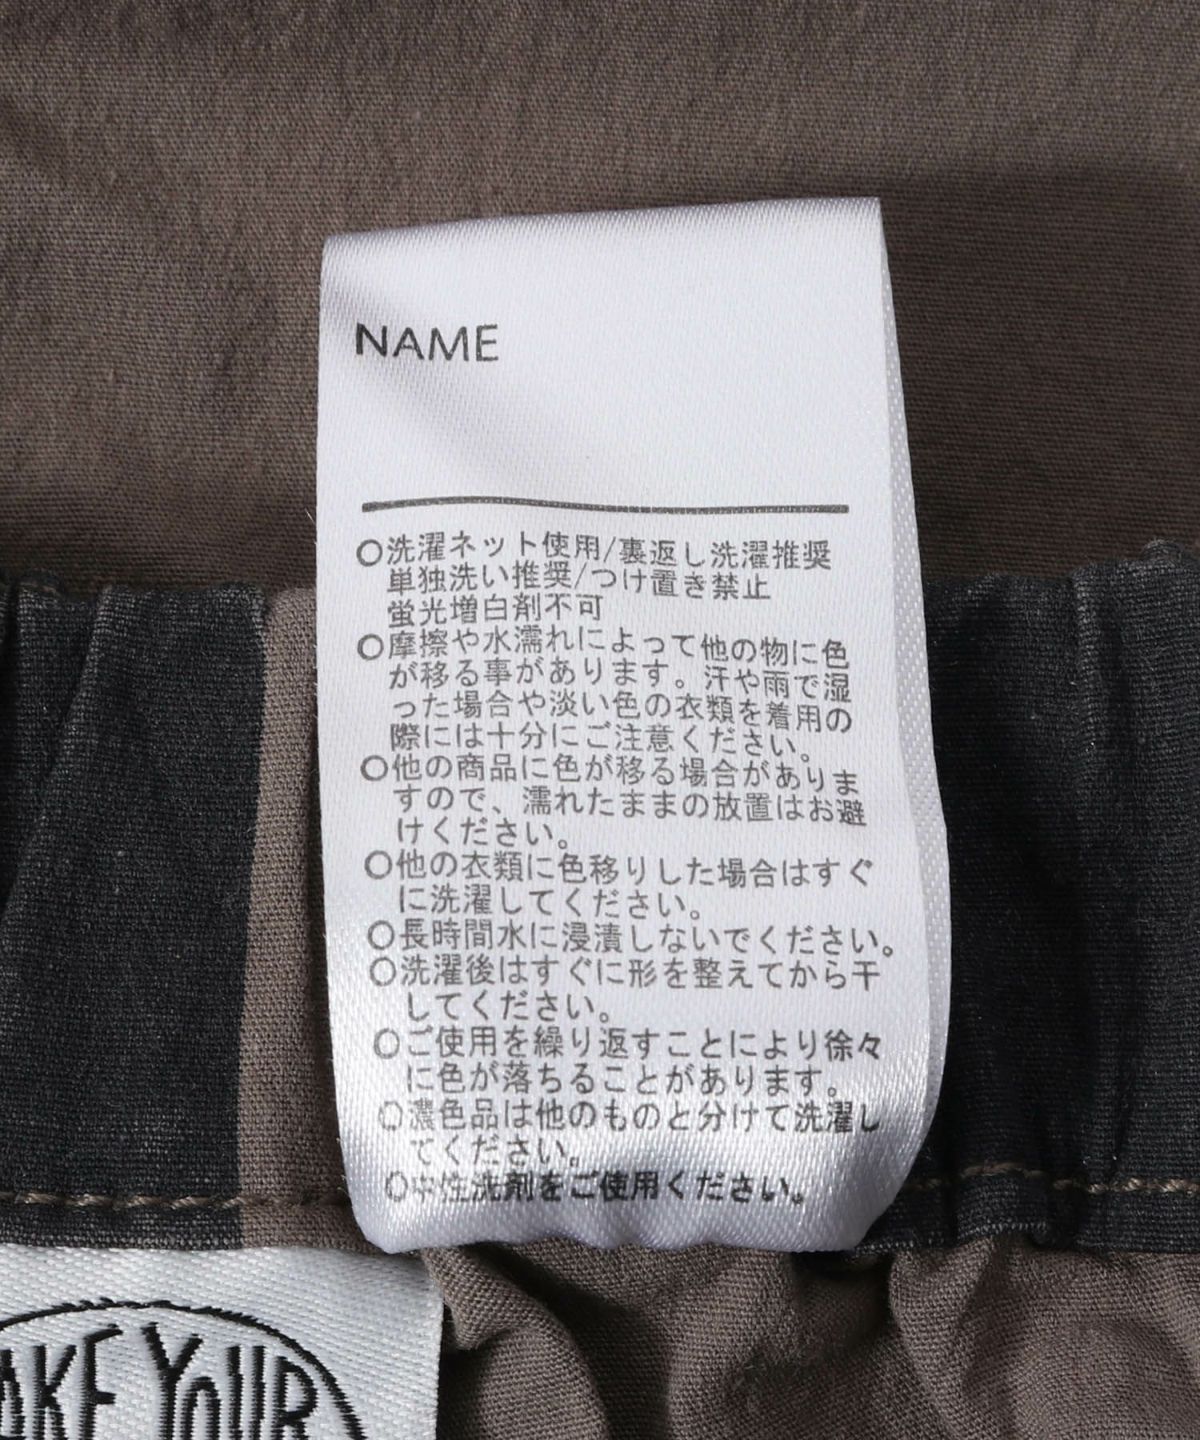 NAME
〇洗濯ネット使用/裏返し洗濯推奨
単独洗い推奨/つけ置き禁止
蛍光増白剤不可
〇摩擦や水濡れによって他の物に色
が移る事があります。汗や雨で湿
った場合や淡い色の衣類を着用の
際には十分にご注意ください。
〇他の商品に色が移る場合がありま
すので、濡れたままの放置はお避
けください。
〇他の衣類に色移りした場合はすぐ
に洗濯してください。
〇長時間水に浸漬しないでください。
〇洗濯後はすぐに形を整えてから干
してください。
〇ご使用を繰り返すことにより徐々
に色が落ちることがあります。
〇濃色品は他のものと分けて洗濯し
てください。
〇中性洗剤をご使用ください。
YOUR